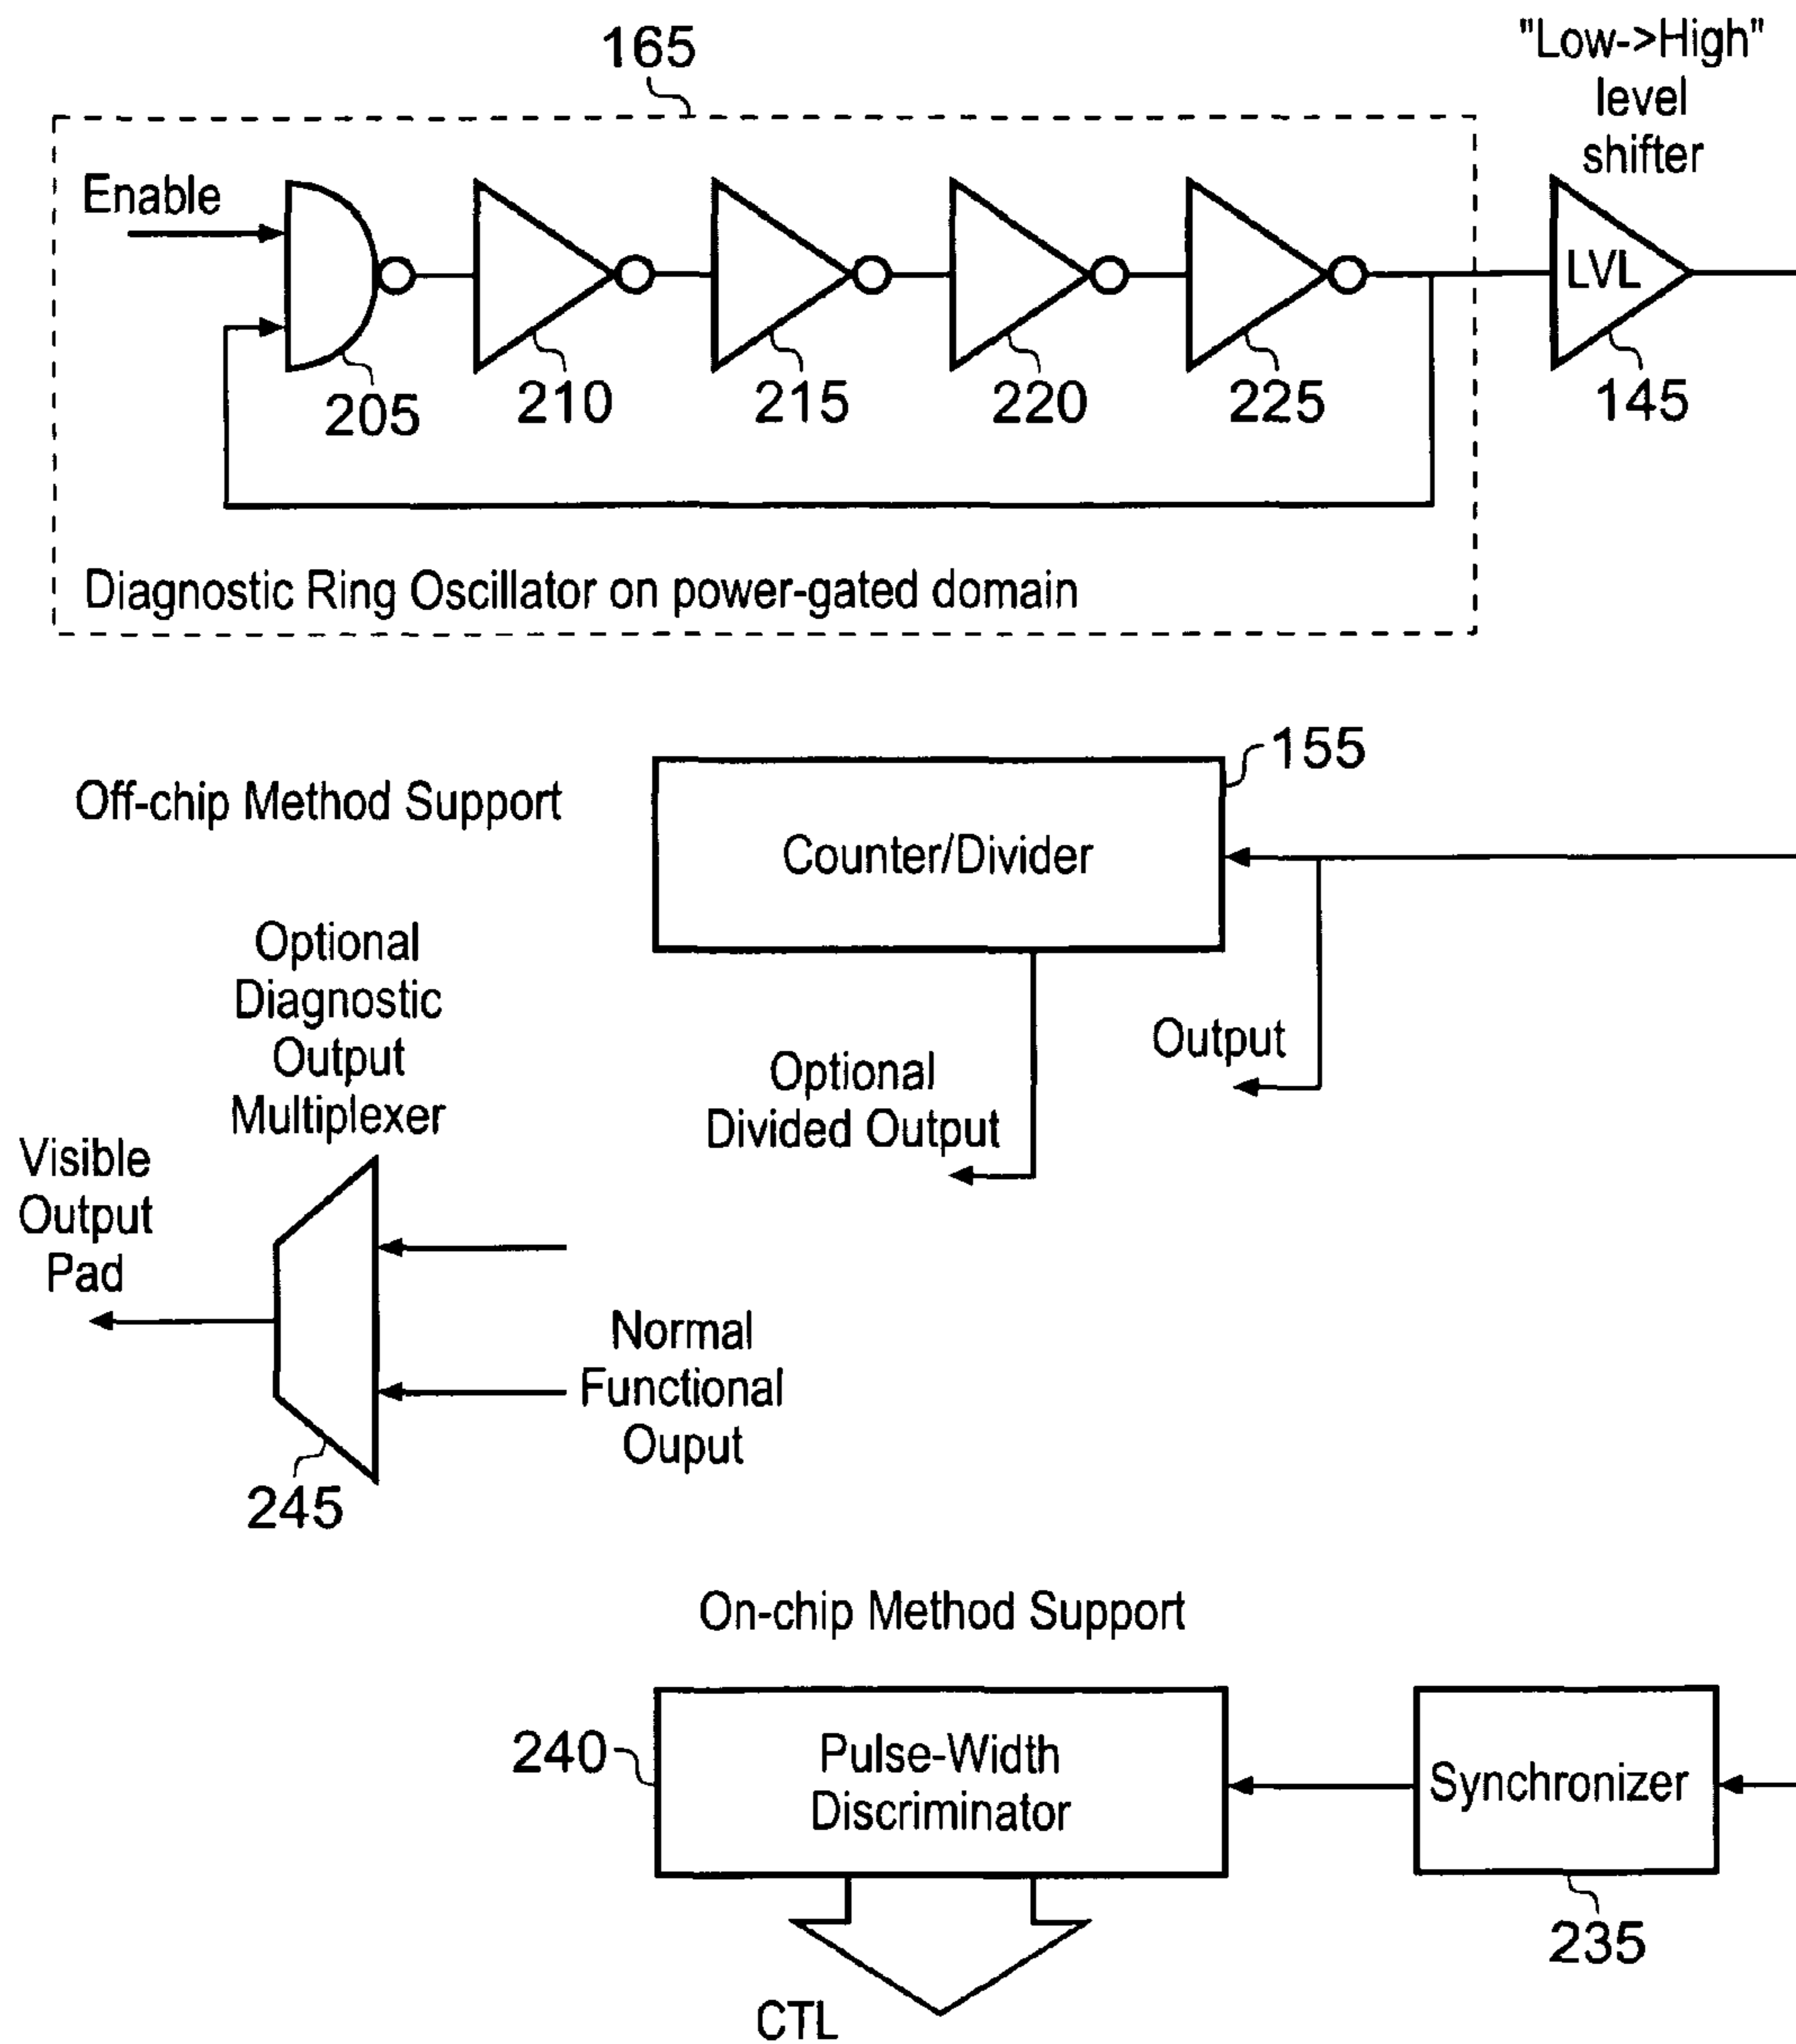 165
"Low->High"
level
shifter
Enable
LVL
205
210
215
220
225
145
Diagnostic Ring Oscillator on power-gated domain
155
Off-chip Method Support
Counter/Divider
Optional
Diagnostic
Output
Multiplexer
Output
Optional
Divided Output
Visible
Output
Pad
Normal
Functional
Ouput
245
On-chip Method Support
240
Pulse-Width
Discriminator
Synchronizer
235
CTL